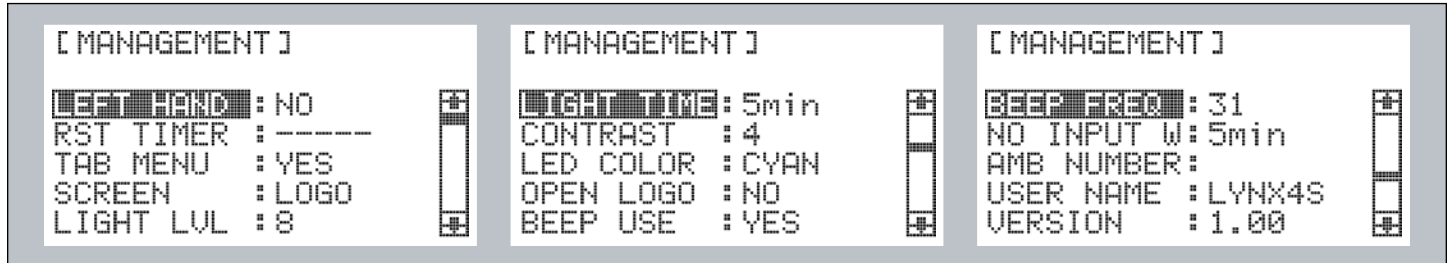 [MANAGEMENT]
LEFT HAND :NO
RST TIMER :-----
TAB MENU :YES
SCREEN :LOGO
LIGHT LVL :8
[MANAGEMENT]
LIGHT TIME:5min
CONTRAST :4
LED COLOR :CYAN
OPEN LOGO :NO
BEEP USE :YES
[MANAGEMENT]
BEEP FREQ :31
NO INPUT W:5min
AMB NUMBER:
USER NAME :LYNX4S
VERSION :1.00